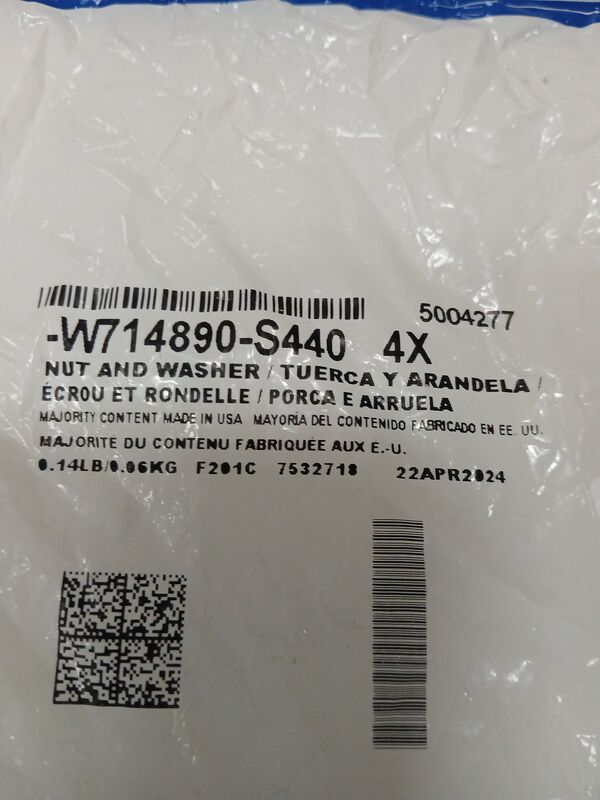 5004277
-W714890-S440 4X
NUT AND WASHER / TUERCA Y ARANDELA /
ÉCROU ET RONDELLE / PORCA E ARRUELA
MAJORITY CONTENT MADE IN USA MAYORÍA DEL CONTENIDO FABRICADO EN EE. UU.
MAJORITÉ DU CONTENU FABRIQUÉE AUX É.-U.
0.14LB/0.06KG F201C 7532718 22APR2024